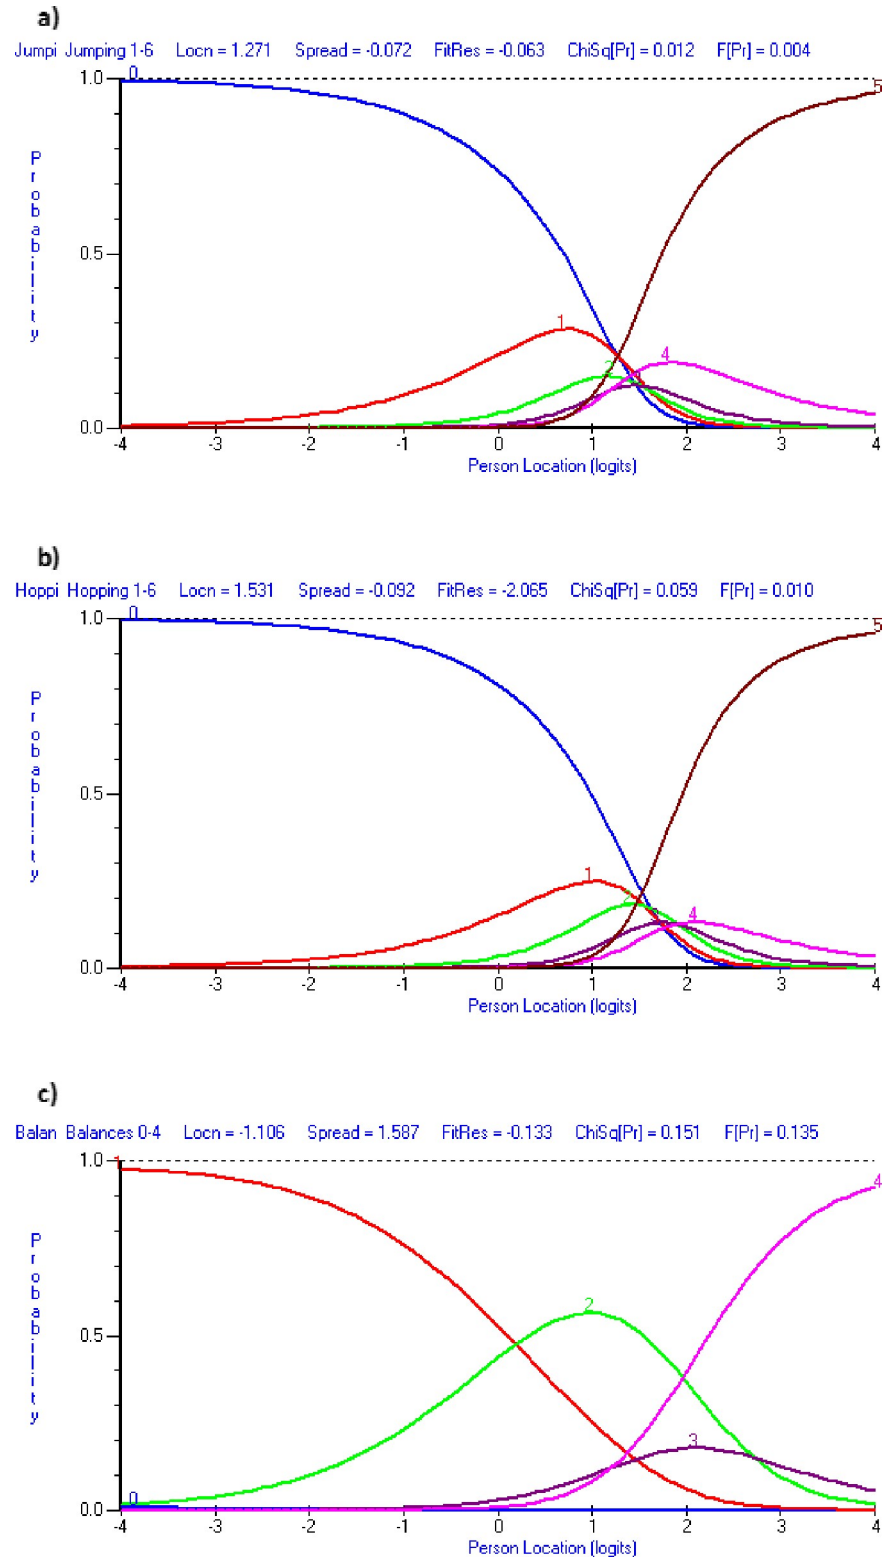 a)
Jumpi Jumping 1-6 Locn = 1.271 Spread = -0.072 FitRes = -0.063 ChiSq[Pr] = 0.012 F[Pr] = 0.004
1.0
0
5
Probability
0.5
1
2
4
0.0
-4 -3 -2 -1 0 1 2 3 4
Person Location (logits)
b)
Hoppi Hopping 1-6 Locn = 1.531 Spread = -0.092 FitRes = -2.065 ChiSq[Pr] = 0.059 F[Pr] = 0.010
1.0
0
5
Probability
0.5
1
2
3
4
0.0
-4 -3 -2 -1 0 1 2 3 4
Person Location (logits)
c)
Balan Balances 0-4 Locn = -1.106 Spread = 1.587 FitRes = -0.133 ChiSq[Pr] = 0.151 F[Pr] = 0.135
1.0
1
4
Probability
2
0.5
3
0.0
0
-4 -3 -2 -1 0 1 2 3 4
Person Location (logits)